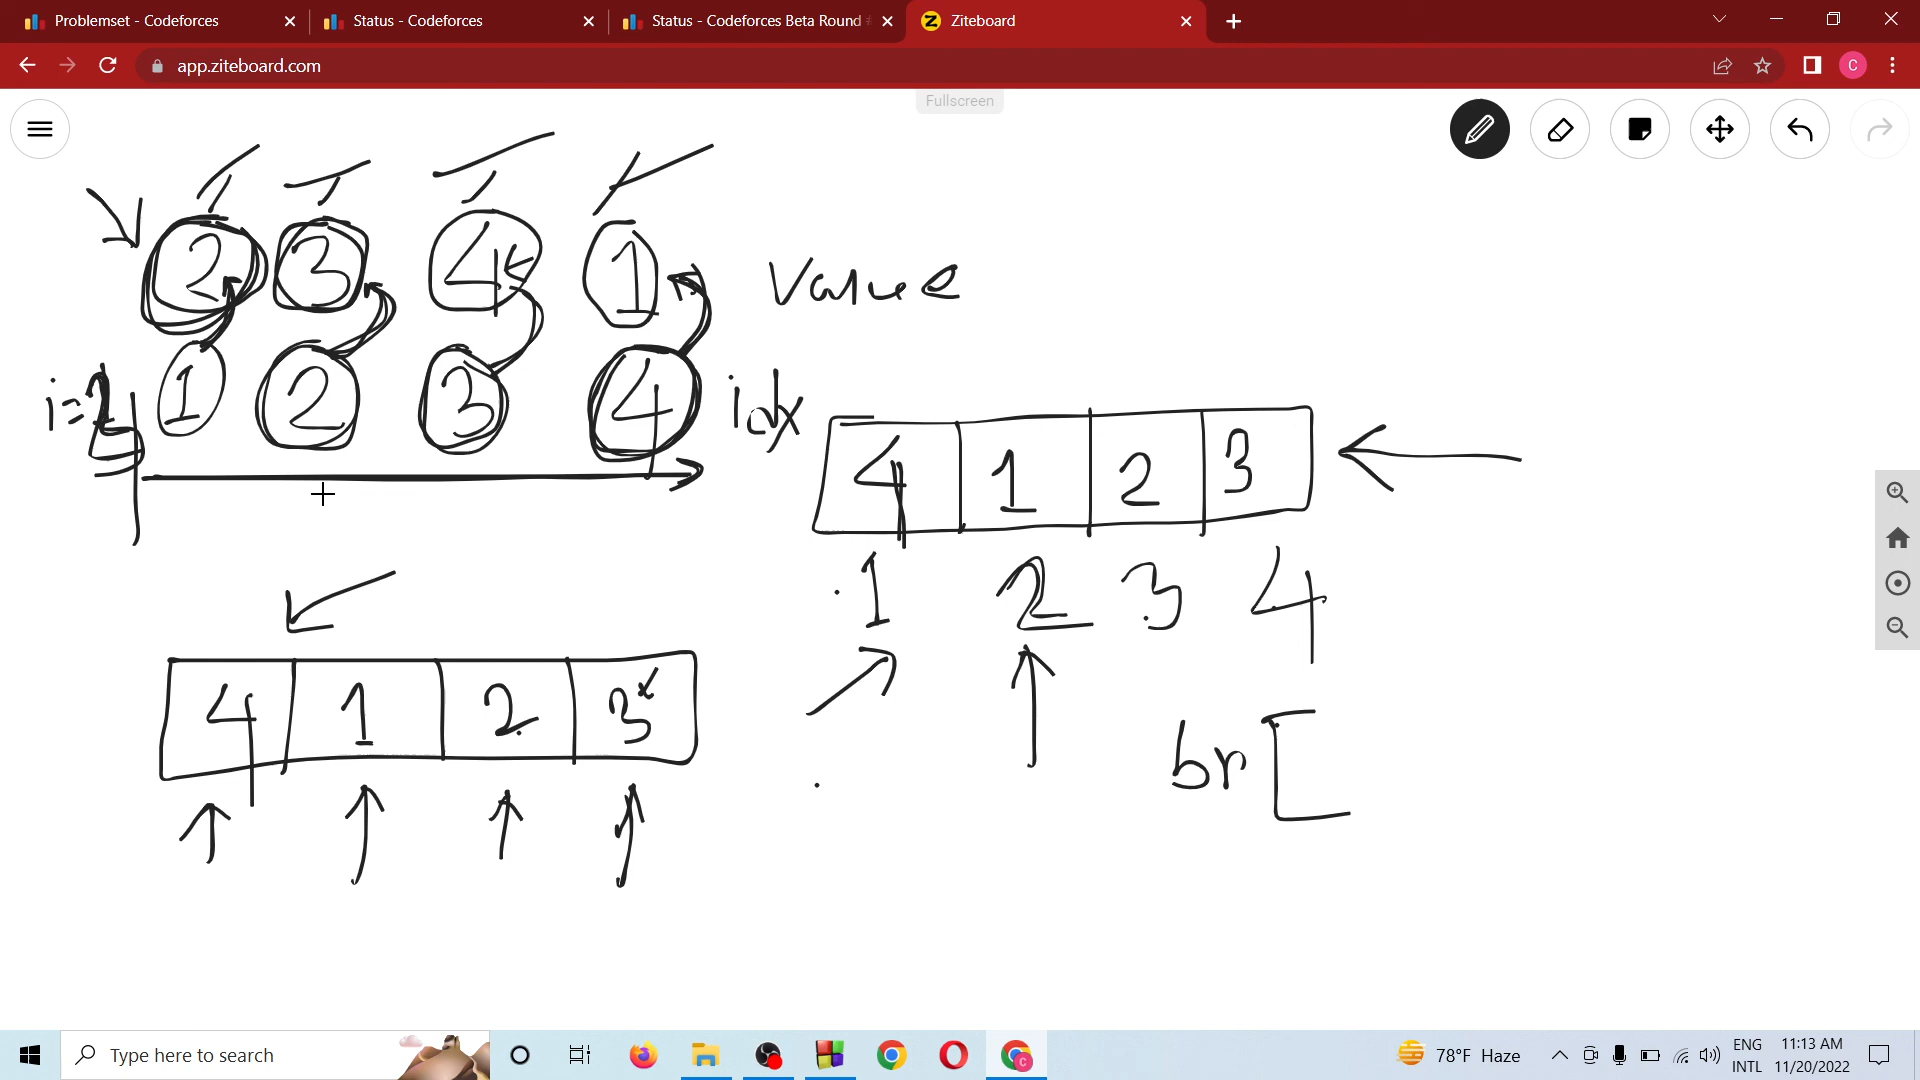 Problemset - Codeforces
Status - Codeforces
Status - Codeforces Beta Round #
Ziteboard
app.ziteboard.com
C
Fullscreen
2 3 4 1 value
i=
1 2 3 4 idx
4 1 2 3
1 2 3 4
4 1 2 3
br[
Type here to search
78°F Haze
ENG
INTL
11:13 AM
11/20/2022